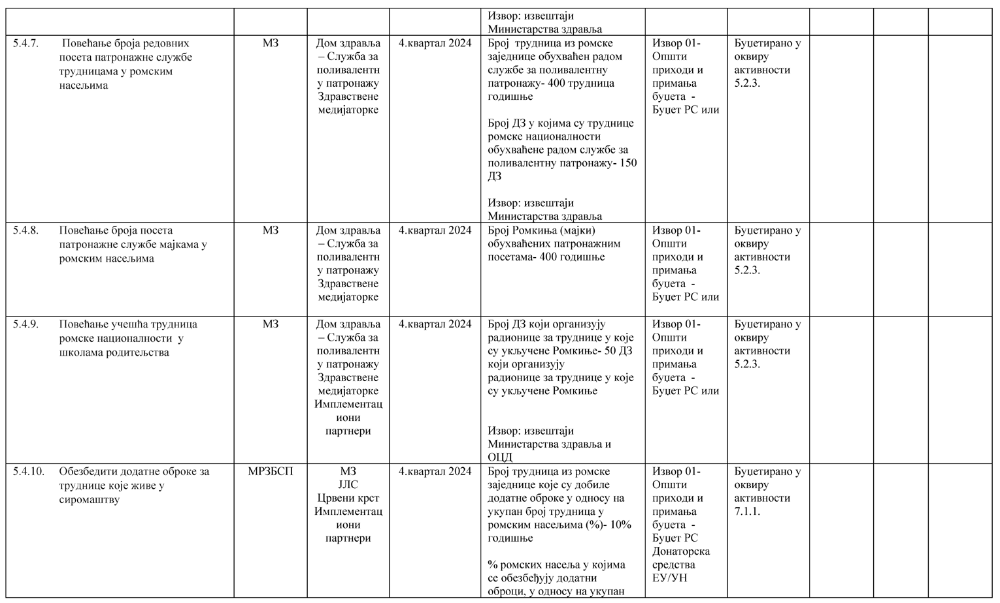 Извор: извештаји
Министарства здравља
5.4.7. Повећање броја редовних
посета патронажне службе
трудницама у ромским
насељима
МЗ
Дом здравља
– Служба за
поливалентн
у патронажу
Здравствене
медијаторке
4.квартал 2024
Број трудница из ромске
заједнице обухваћен радом
службе за поливалентну
патронажу- 400 трудница
годишње
Број ДЗ у којима су труднице
ромске националности
обухваћене радом службе за
поливалентну патронажу- 150
ДЗ
Извор: извештаји
Министарства здравља
Извор 01-
Општи
приходи и
примања
буџета -
Буџет РС или
Буџетирано у
оквиру
активности
5.2.3.
5.4.8. Повећање броја посета
патронажне службе мајкама у
ромским насељима
МЗ
Дом здравља
– Служба за
поливалентн
у патронажу
Здравствене
медијаторке
4.квартал 2024
Број Ромкиња (мајки)
обухваћених патронажним
посетама- 400 годишње
Извор 01-
Општи
приходи и
примања
буџета -
Буџет РС или
Буџетирано у
оквиру
активности
5.2.3.
5.4.9. Повећање учешћа трудница
ромске националности у
школама родитељства
МЗ
Дом здравља
– Служба за
поливалентн
у патронажу
Здравствене
медијаторке
Имплементац
иони
партнери
4.квартал 2024
Број ДЗ који организују
радионице за труднице у које
су укључене Ромкиње- 50 ДЗ
који организују
радионице за труднице у које
су укључене Ромкиње
Извор: извештаји
Министарства здравља и
ОЦД
Извор 01-
Општи
приходи и
примања
буџета -
Буџет РС или
Буџетирано у
оквиру
активности
5.2.3.
5.4.10. Обезбедити додатне оброке за
труднице које живе у
сиромаштву
МРЗБСП
МЗ
ЈЛС
Црвени крст
Имплементац
иони
партнери
4.квартал 2024
Број трудница из ромске
заједнице које су добиле
додатне оброке у односу на
укупан број трудница у
ромским насељима (%)- 10%
годишње
% ромских насеља у којима
се обезбеђују додатни
оброци, у односу на укупан
Извор 01-
Општи
приходи и
примања
буџета -
Буџет РС
Донаторска
средства
ЕУ/УН
Буџетирано у
оквиру
активности
7.1.1.